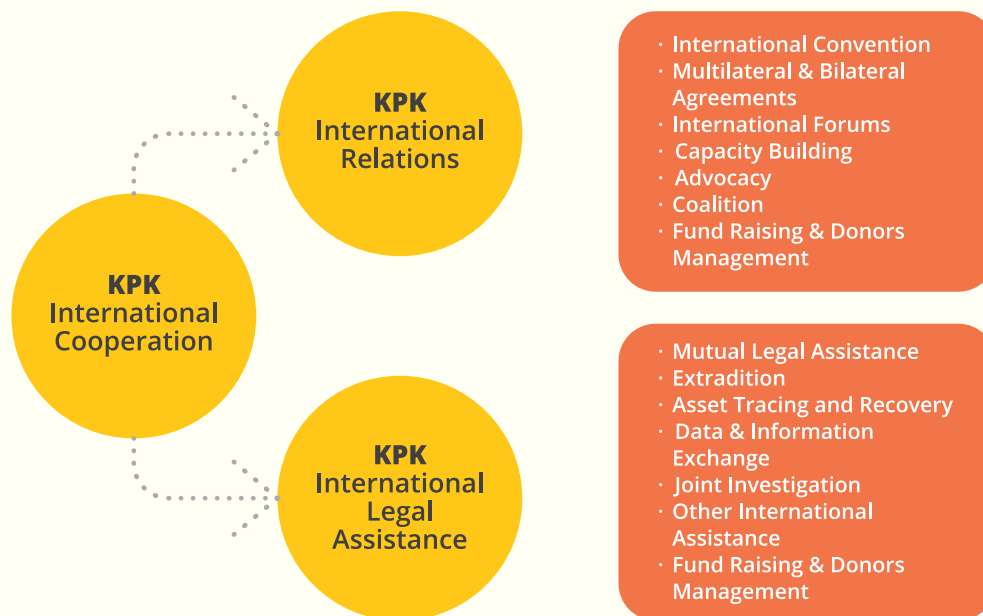 KPK
International
Relations
· International Convention
· Multilateral & Bilateral
Agreements
· International Forums
· Capacity Building
· Advocacy
· Coalition
· Fund Raising & Donors
Management
KPK
International
Cooperation
KPK
International
Legal
Assistance
· Mutual Legal Assistance
· Extradition
· Asset Tracing and Recovery
· Data & Information
Exchange
· Joint Investigation
· Other International
Assistance
· Fund Raising & Donors
Management